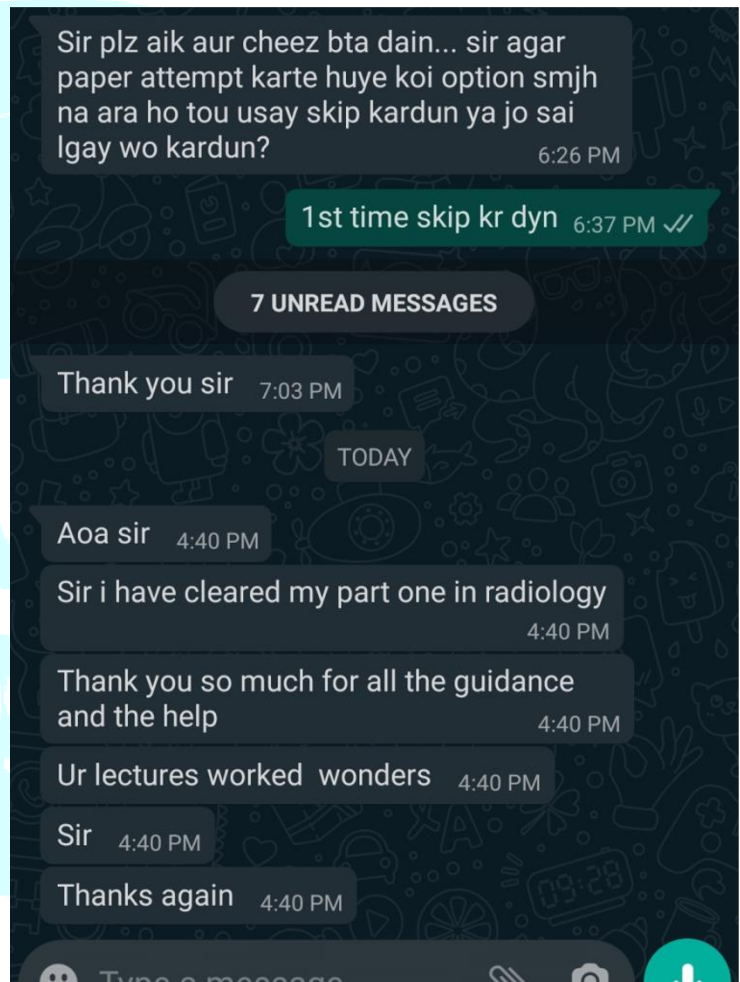 Sir plz aik aur cheez bta dain... sir agar
paper attempt karte huye koi option smjh
na ara ho tou usay skip kardun ya jo sai
lgay wo kardun?
6:26 PM
1st time skip kr dyn 6:37 PM
7 UNREAD MESSAGES
Thank you sir 7:03 PM
TODAY
Aoa sir 4:40 PM
Sir i have cleared my part one in radiology
4:40 PM
Thank you so much for all the guidance
and the help 4:40 PM
Ur lectures worked wonders 4:40 PM
Sir 4:40 PM
Thanks again 4:40 PM
Type a message